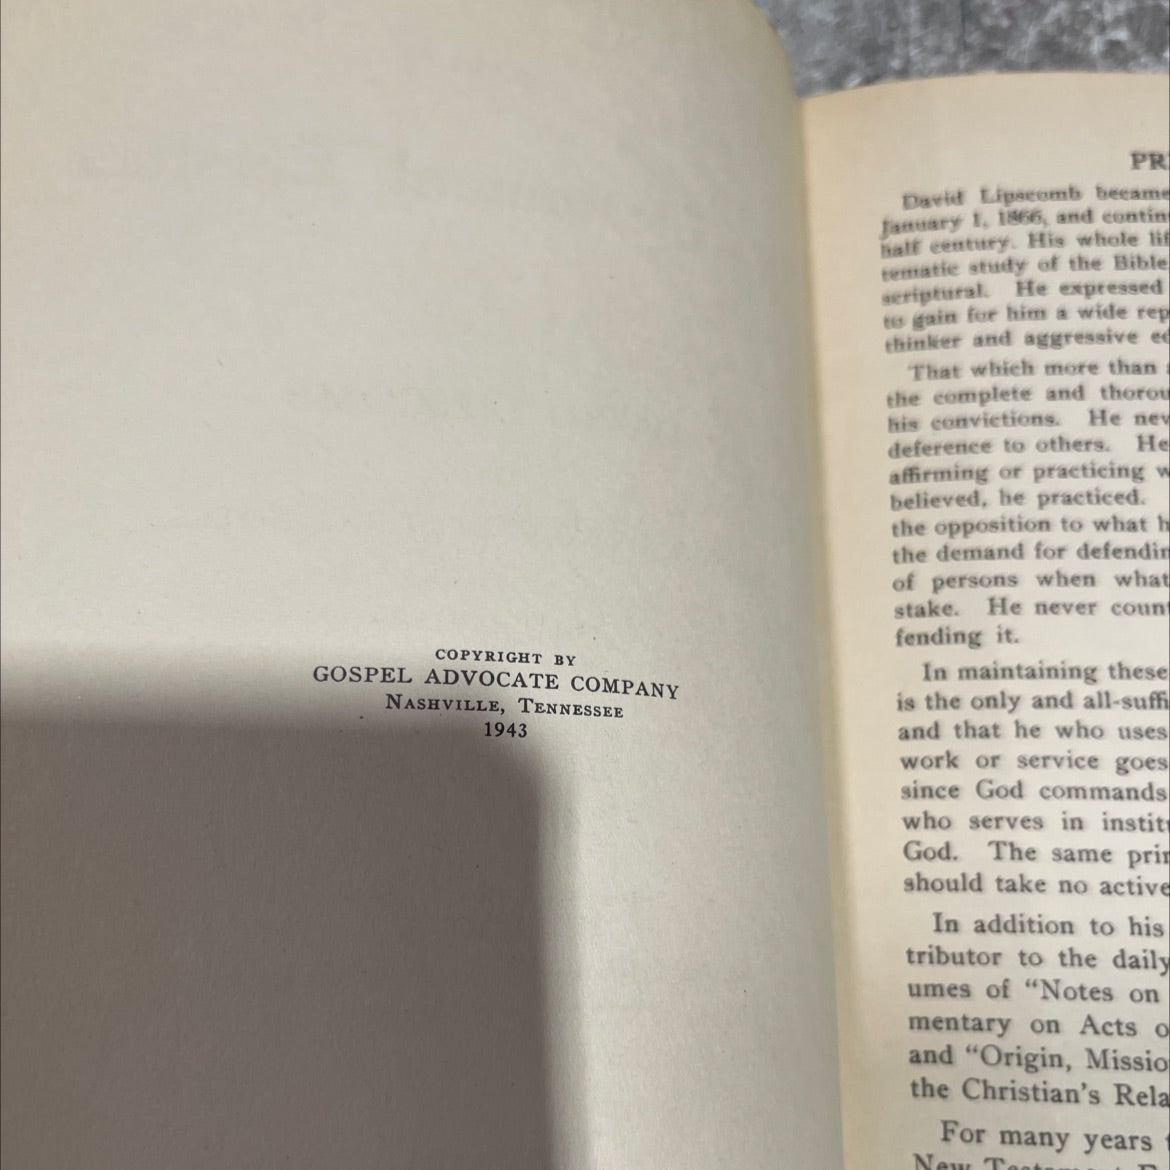 COPYRIGHT BY
GOSPEL ADVOCATE COMPANY
NASHVILLE, TENNESSEE
1943
David Lipscomb became
January 1, 1866, and contin
half century. His whole lif
tematic study of the Bible
scriptural. He expressed
to gain for him a wide rep
thinker and aggressive ed
That which more than
the complete and thorou
his convictions. He nev
deference to others. He
affirming or practicing w
believed, he practiced.
the opposition to what h
the demand for defendin
of persons when what
stake. He never count
fending it.
In maintaining these
is the only and all-suffi
and that he who uses
work or service goes
since God commands
who serves in instit
God. The same prin
should take no active
In addition to his
tributor to the daily
umes of "Notes on
mentary on Acts o
and "Origin, Missio
the Christian's Rela
For many years
New